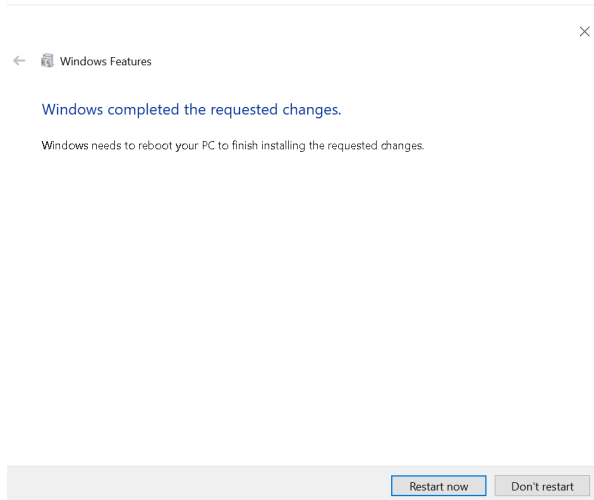 Windows Features
Windows completed the requested changes.
Windows needs to reboot your PC to finish installing the requested changes.
Restart now
Don't restart